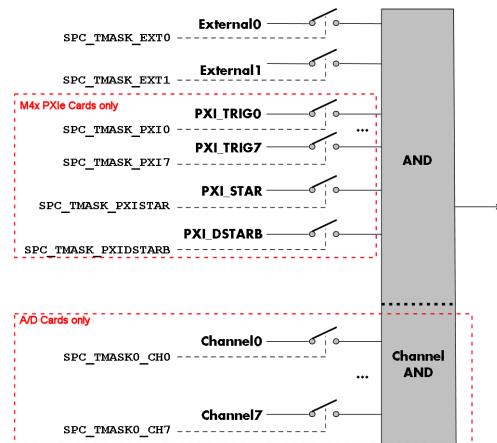 External0
SPC_TMASK_EXT0
External1
SPC_TMASK_EXT1
M4x PXIe Cards only
PXI_TRIG0
SPC_TMASK_PXI0
...
PXI_TRIG7
SPC_TMASK_PXI7
AND
PXI_STAR
SPC_TMASK_PXISTAR
PXI_DSTARB
SPC_TMASK_PXIDSTARB
A/D Cards only
Channel0
SPC_TMASK0_CH0
Channel
AND
...
Channel7
SPC_TMASK0_CH7